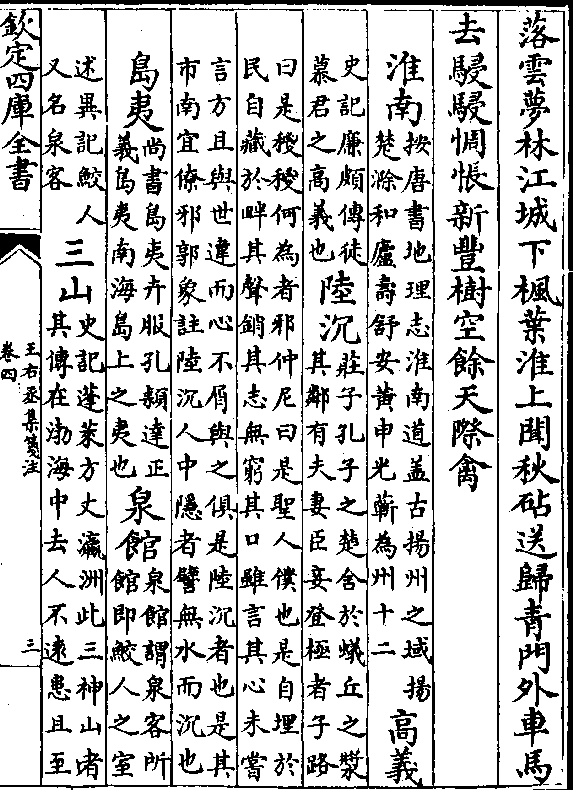 落雲夢林江城下楓葉淮上聞秋砧送歸青門外車馬
去駸駸惆悵新豐樹空餘天際禽
淮南按唐書地理志淮南道盖古揚州之域揚楚滁和廬壽舒安黃申光蘄為州十二高義
史記廉頗傳徒慕君之高義也陸沉莊子孔子之楚舍於蟻丘之漿其鄰有夫妻臣妾登極者子路
曰是稯稯何為者邪仲尼曰是聖人僕也是自埋於民自藏於畔其聲銷其志無窮其口雖言其心未嘗
言方且與世違而心不屑與之俱是陸沉者也是其市南宜僚邪郭象註陸沉人中隱者譬無水而沉也
島夷尚書島夷卉服孔穎達正義島夷南海島上之夷也泉館泉館謂泉客所館即鮫人之室
述異記鮫人又名泉客三山史記蓬萊方丈瀛洲此三神山者其傳在渤海中去人不遠患且至
欽定四庫全書
王右丞集箋注
卷四
三